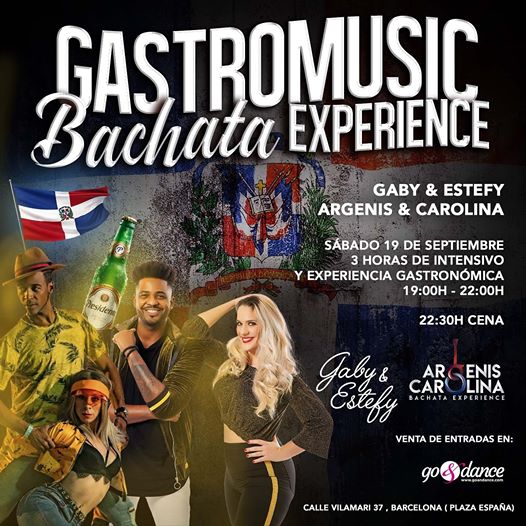 GASTROMUSIC
Bachata EXPERIENCE
GABY & ESTEFY
ARGENIS & CAROLINA
SÁBADO 19 DE SEPTIEMBRE
3 HORAS DE INTENSIVO
Y EXPERIENCIA GASTRONÓMICA
19:00H - 22:00H
22:30H CENA
Presidente
Gaby &
Estefy
ARGENIS
CAROLINA
BACHATA EXPERIENCE
VENTA DE ENTRADAS EN:
go&dance
www.goandance.com
CALLE VILAMARI 37 , BARCELONA ( PLAZA ESPAÑA)